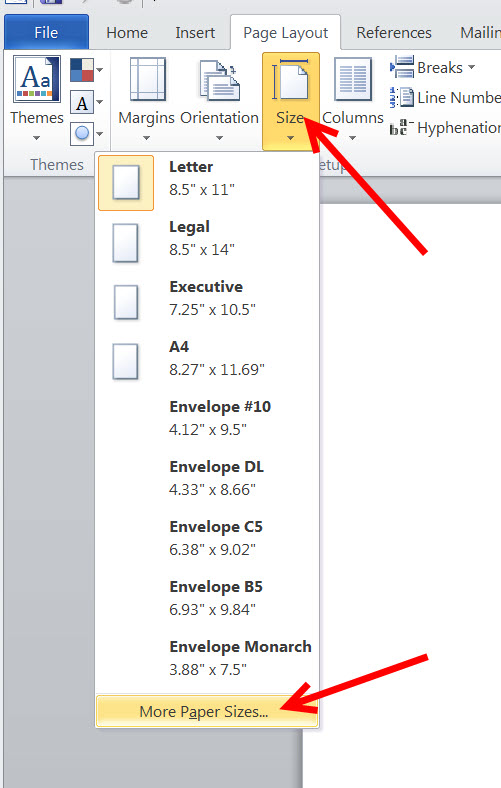 File Home Insert Page Layout References Mailin
Themes Margins Orientation Size Columns Breaks
Line Numbe
Hyphenation
Aa
A
Themes etup
Letter
8.5" x 11"
Legal
8.5" x 14"
Executive
7.25" x 10.5"
A4
8.27" x 11.69"
Envelope #10
4.12" x 9.5"
Envelope DL
4.33" x 8.66"
Envelope C5
6.38" x 9.02"
Envelope B5
6.93" x 9.84"
Envelope Monarch
3.88" x 7.5"
More Paper Sizes...